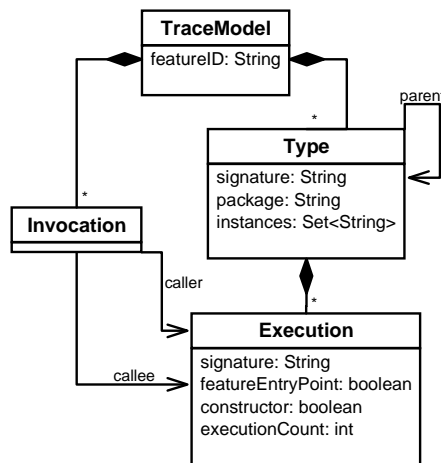 TraceModel
featureID: String
parent
*
Type
signature: String
package: String
instances: Set<String>
*
Invocation
caller
*
Execution
signature: String
featureEntryPoint: boolean
constructor: boolean
executionCount: int
callee